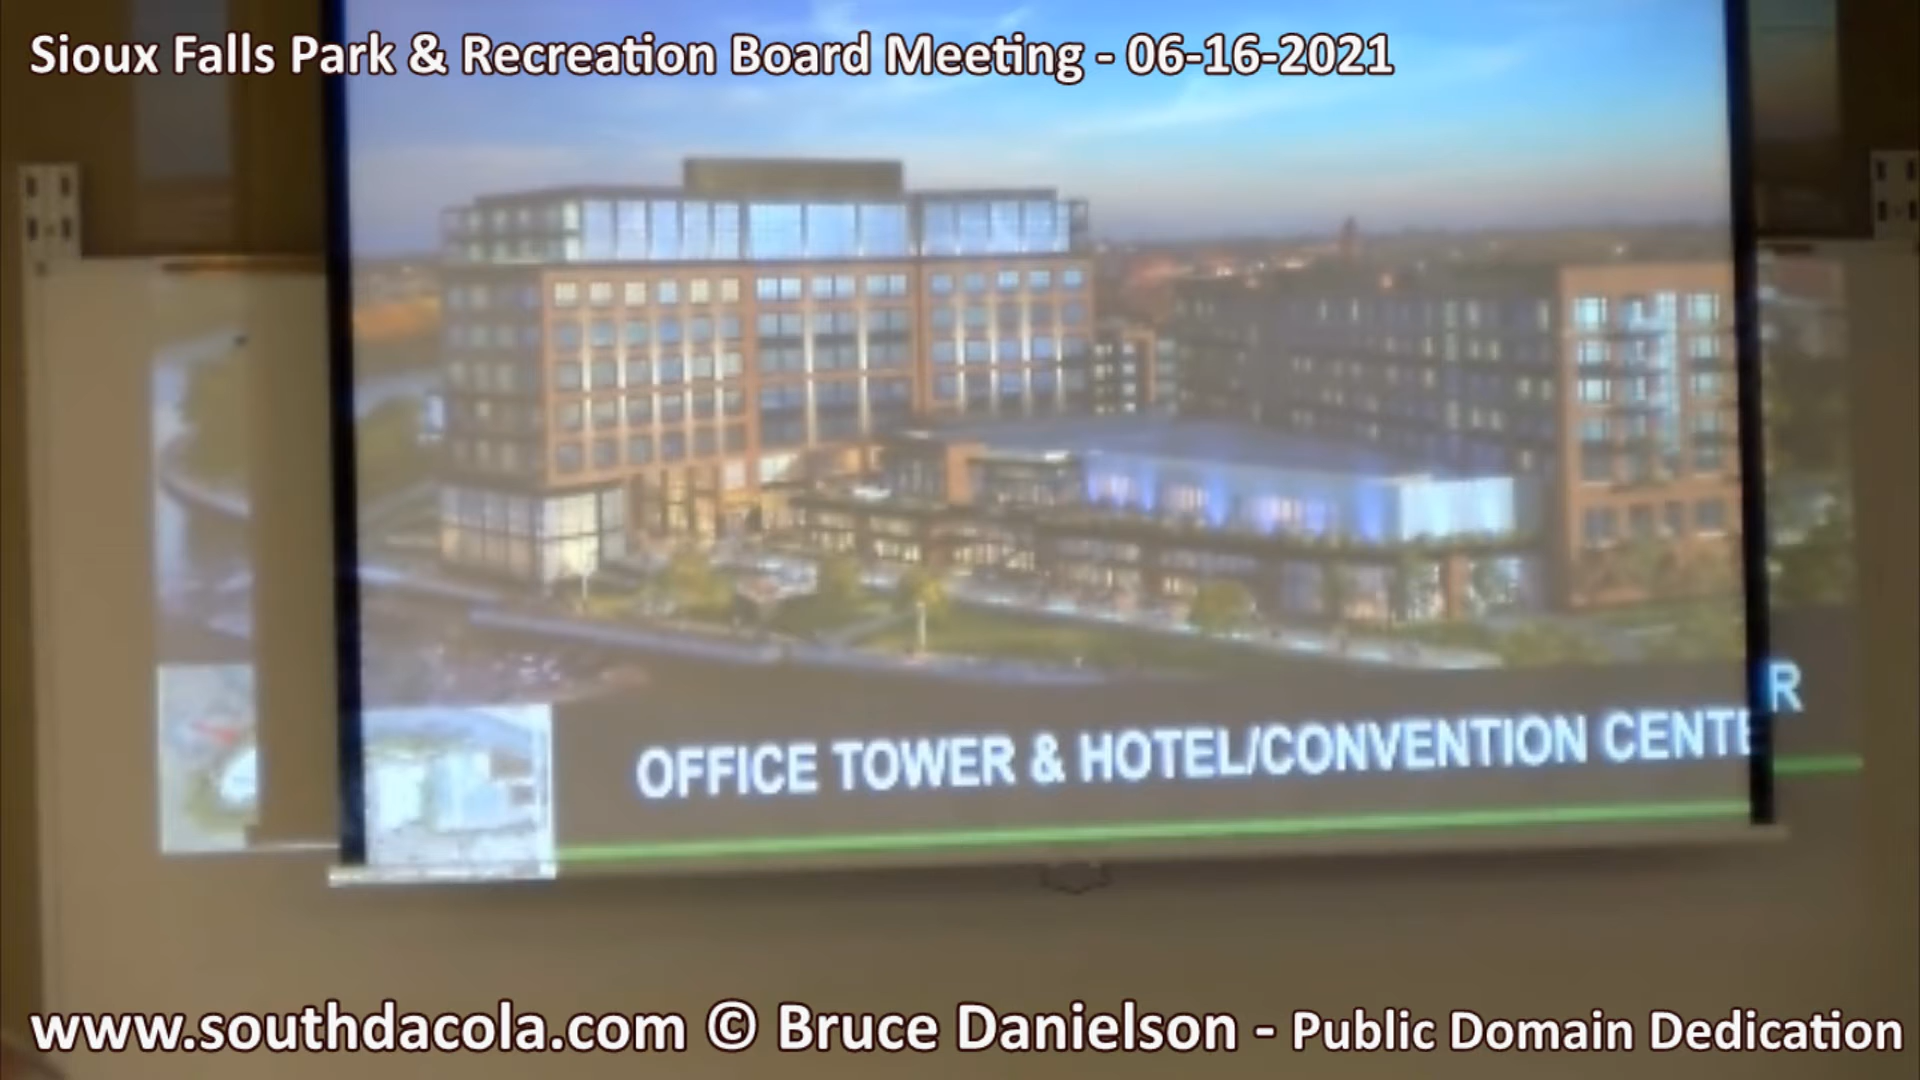 Sioux Falls Park & Recreation Board Meeting - 06-16-2021
OFFICE TOWER & HOTEL/CONVENTION CENTER
www.southdacola.com © Bruce Danielson - Public Domain Dedication